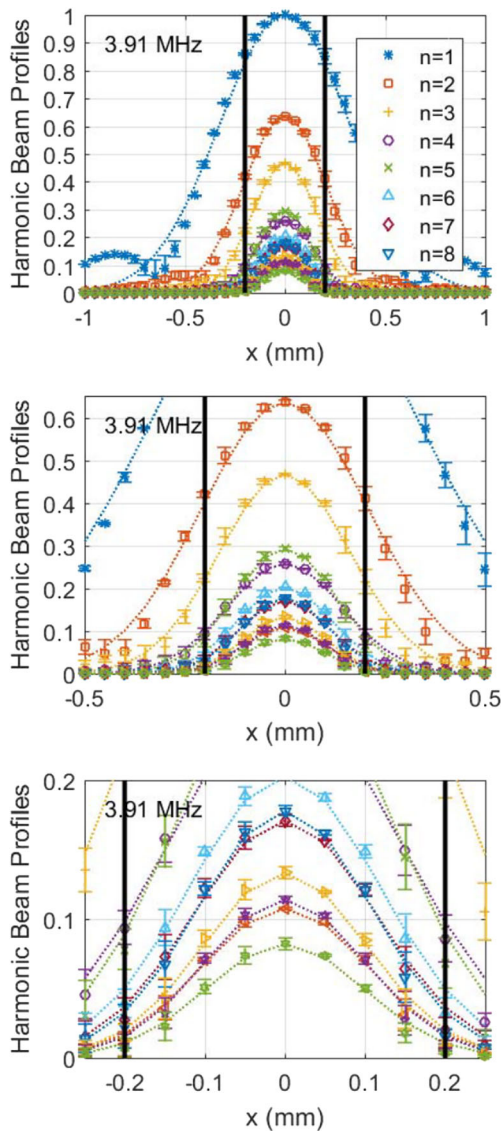 Harmonic Beam Profiles
3.91 MHz
1
0.9
0.8
0.7
0.6
0.5
0.4
0.3
0.2
0.1
0
n=1
n=2
n=3
n=4
n=5
n=6
n=7
n=8
-1 -0.5 0 0.5 1
x (mm)
Harmonic Beam Profiles
3.91 MHz
0.6
0.5
0.4
0.3
0.2
0.1
0
-0.5 0 0.5
x (mm)
Harmonic Beam Profiles
3.91 MHz
0.2
0.1
0
-0.2 -0.1 0 0.1 0.2
x (mm)